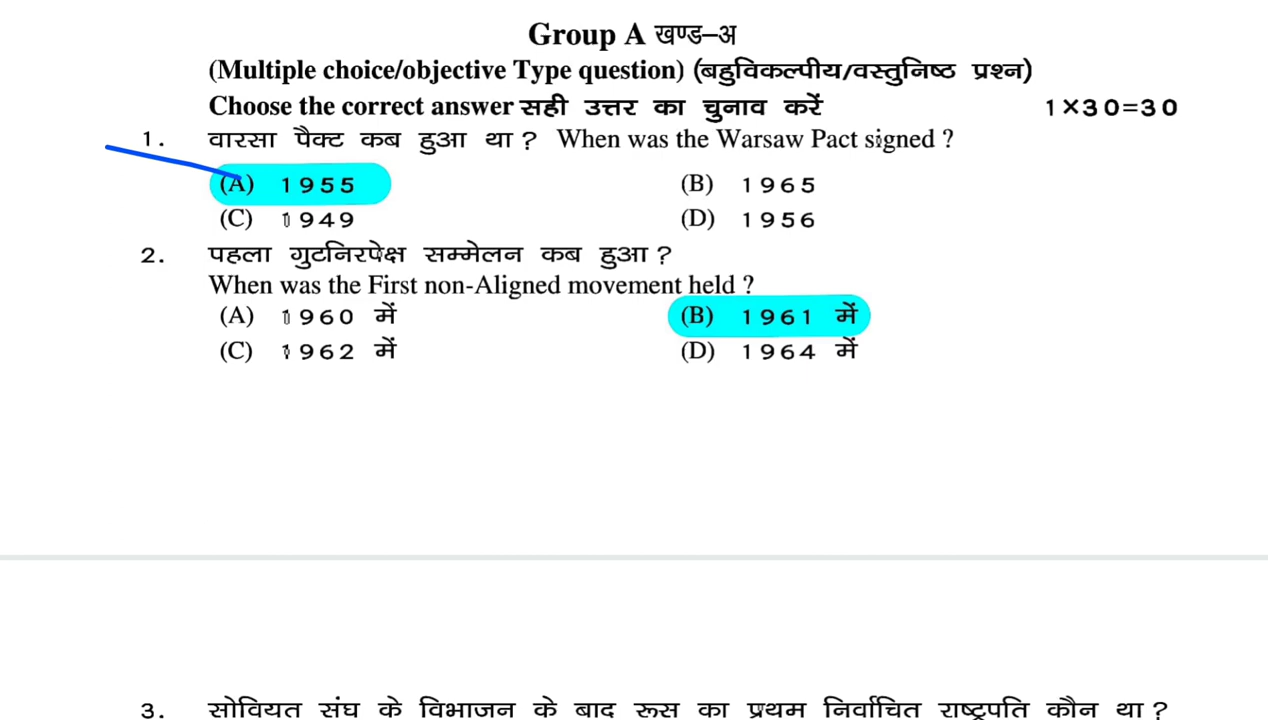 Group A खण्ड–अ
(Multiple choice/objective Type question) (बहुविकल्पीय/वस्तुनिष्ठ प्रश्न)
Choose the correct answer सही उत्तर का चुनाव करें 1×30=30
1. वारसा पैक्ट कब हुआ था ? When was the Warsaw Pact signed ?
(A) 1955 (B) 1965
(C) 1949 (D) 1956
2. पहला गुटनिरपेक्ष सम्मेलन कब हुआ ?
When was the First non-Aligned movement held ?
(A) 1960 में (B) 1961 में
(C) 1962 में (D) 1964 में
3. सोवियत संघ के विभाजन के बाद रूस का प्रथम निर्वाचित राष्ट्रपति कौन था ?